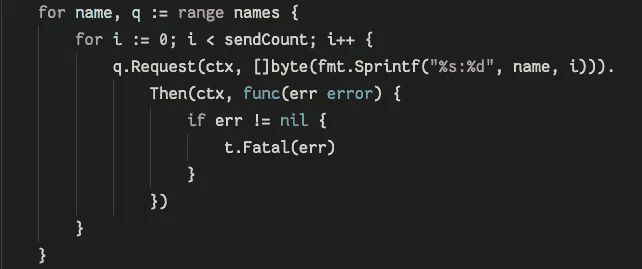 for name, q := range names {
    for i := 0; i < sendCount; i++ {
        q.Request(ctx, []byte(fmt.Sprintf("%s:%d", name, i))).
            Then(ctx, func(err error) {
                if err != nil {
                    t.Fatal(err)
                }
            })
    }
}